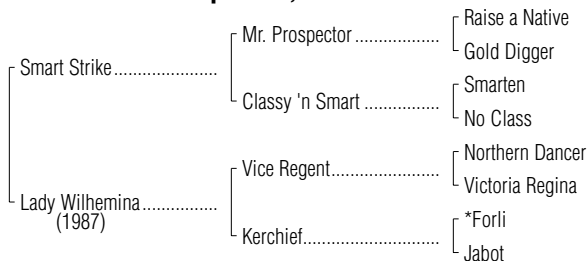 Raise a Native
Mr. Prospector ..................
Gold Digger
Smart Strike......................
Smarten
Classy 'n Smart .................
No Class
Northern Dancer
Vice Regent.......................
Victoria Regina
Lady Wilhemina ................
(1987)
*Forli
Kerchief.............................
Jabot